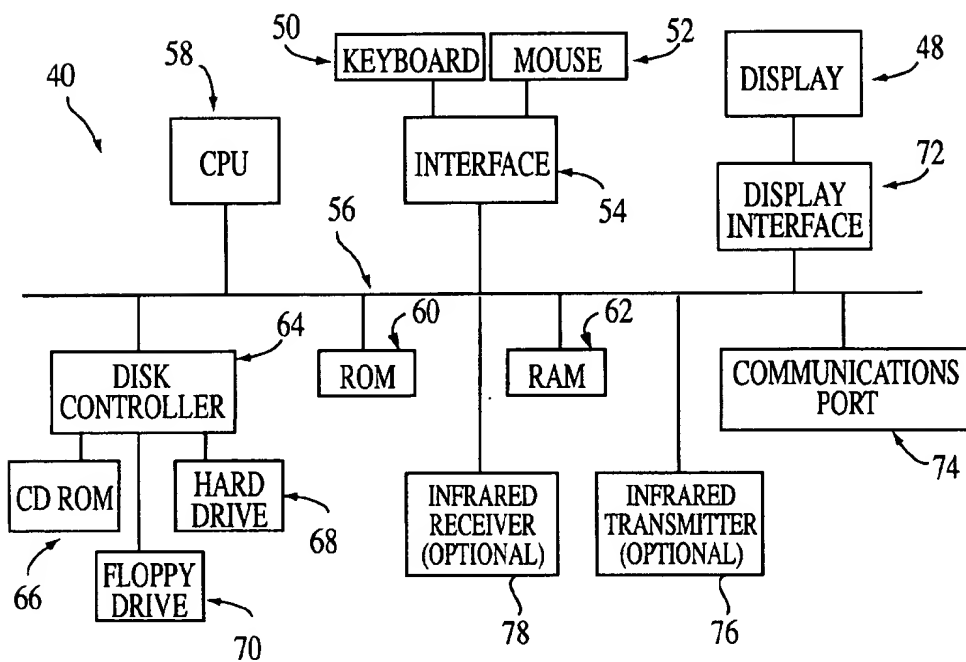 50
KEYBOARD
MOUSE
52
58
40
CPU
INTERFACE
54
DISPLAY
48
72
DISPLAY
INTERFACE
56
64
60
62
DISK
CONTROLLER
ROM
RAM
COMMUNICATIONS
PORT
74
CD ROM
66
HARD
DRIVE
68
FLOPPY
DRIVE
70
INFRARED
RECEIVER
(OPTIONAL)
78
INFRARED
TRANSMITTER
(OPTIONAL)
76